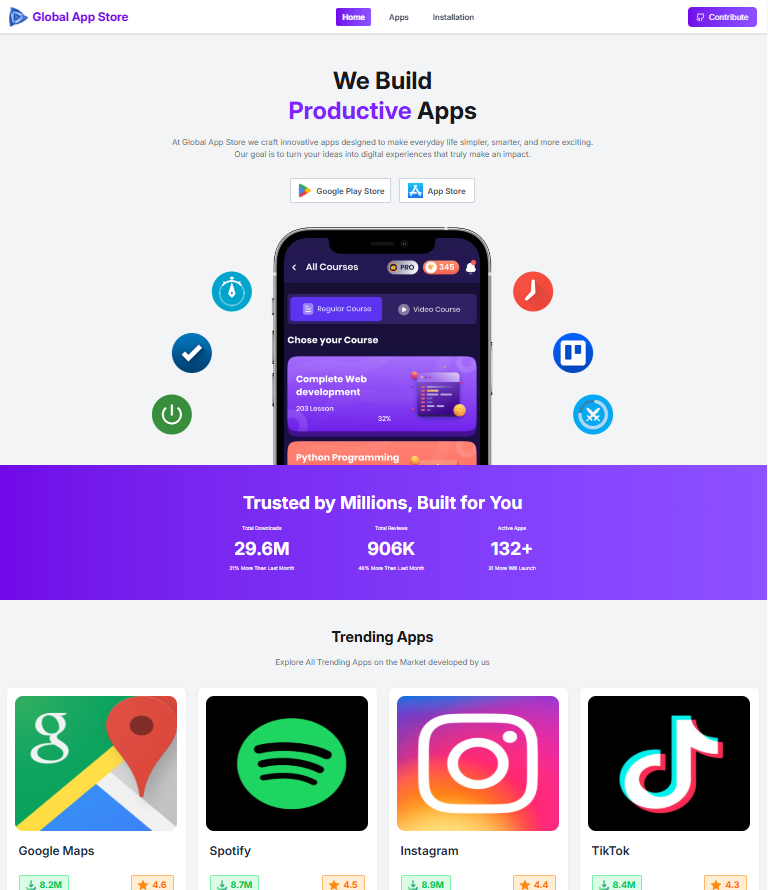 Global App Store
Home
Apps
Installation
Contribute
We Build
Productive Apps
At Global App Store we craft innovative apps designed to make everyday life simpler, smarter, and more exciting.
Our goal is to turn your ideas into digital experiences that truly make an impact.
Google Play Store
App Store
All Courses
PRO
345
Regular Course
Video Course
Chose your Course
Complete Web
development
203 Lesson
32%
Python Programming
Trusted by Millions, Built for You
Total Downloads
Total Reviews
Active Apps
29.6M
906K
132+
21% More Then Last Month
46% More Then Last Month
31 More Will Launch
Trending Apps
Explore All Trending Apps on the Market developed by us
g
Google Maps
Spotify
Instagram
TikTok
8.2M
4.6
8.7M
4.5
8.9M
4.4
8.4M
4.3